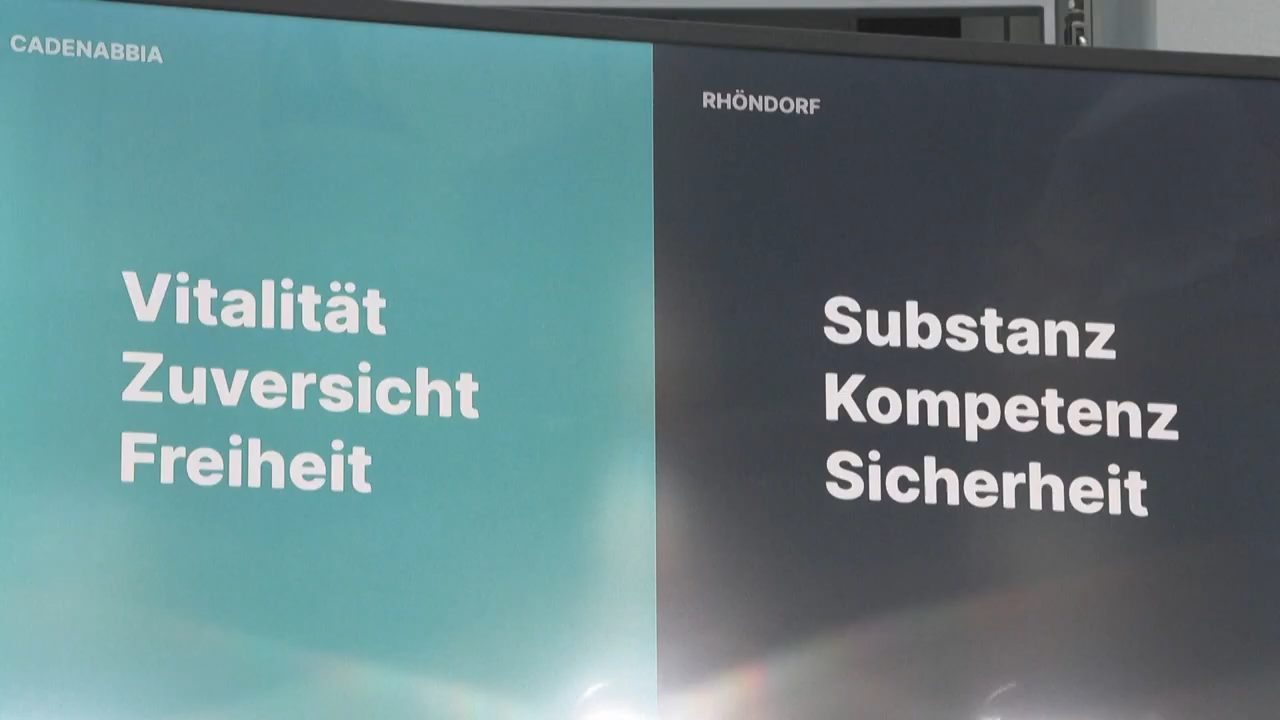 CADENABBIA
Vitalität
Zuversicht
Freiheit
RHÖNDORF
Substanz
Kompetenz
Sicherheit